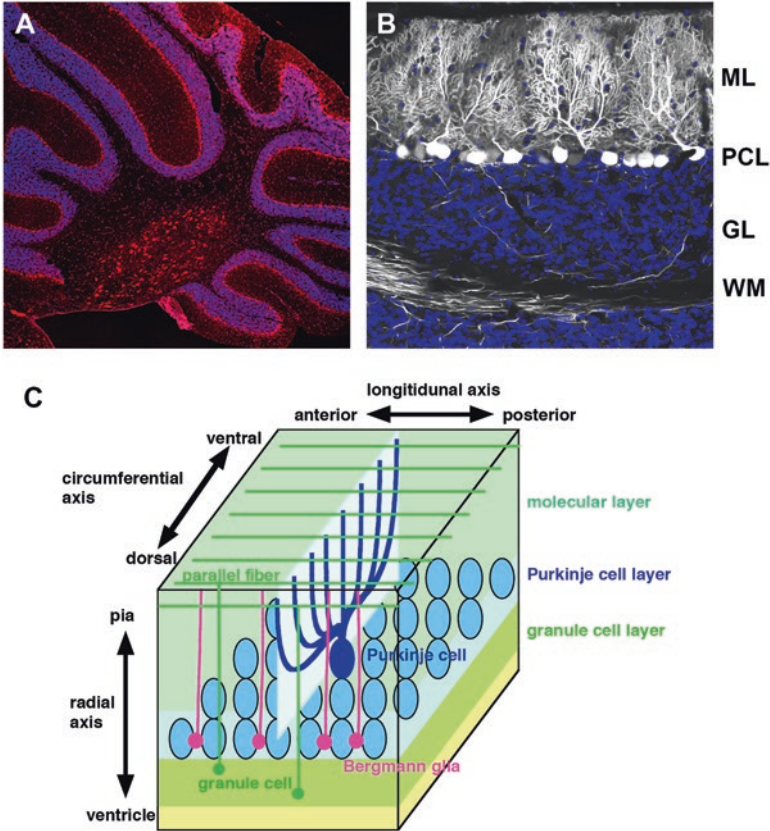 A
B
ML
PCL
GL
WM
C
longitidunal axis
anterior
posterior
ventral
circumferential
axis
dorsal
molecular layer
parallel fiber
Purkinje cell layer
pia
granule cell layer
Purkinje cell
radial
axis
Bergmann glia
granule cell
ventricle